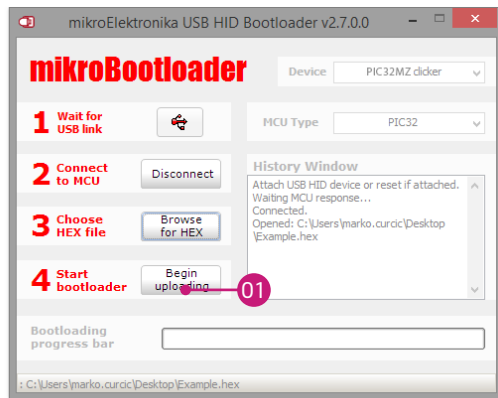 mikroElektronika USB HID Bootloader v2.7.0.0
mikroBootloader
Device
PIC32MZ clicker
1 Wait for
USB link
MCU Type
PIC32
2 Connect
to MCU
Disconnect
3 Choose
HEX file
Browse
for HEX
4 Start
bootloader
Begin
uploading
01
History Window
Attach USB HID device or reset if attached.
Waiting MCU response...
Connected.
Opened: C:\Users\marko.curcic\Desktop
\Example.hex
Bootloading
progress bar
: C:\Users\marko.curcic\Desktop\Example.hex